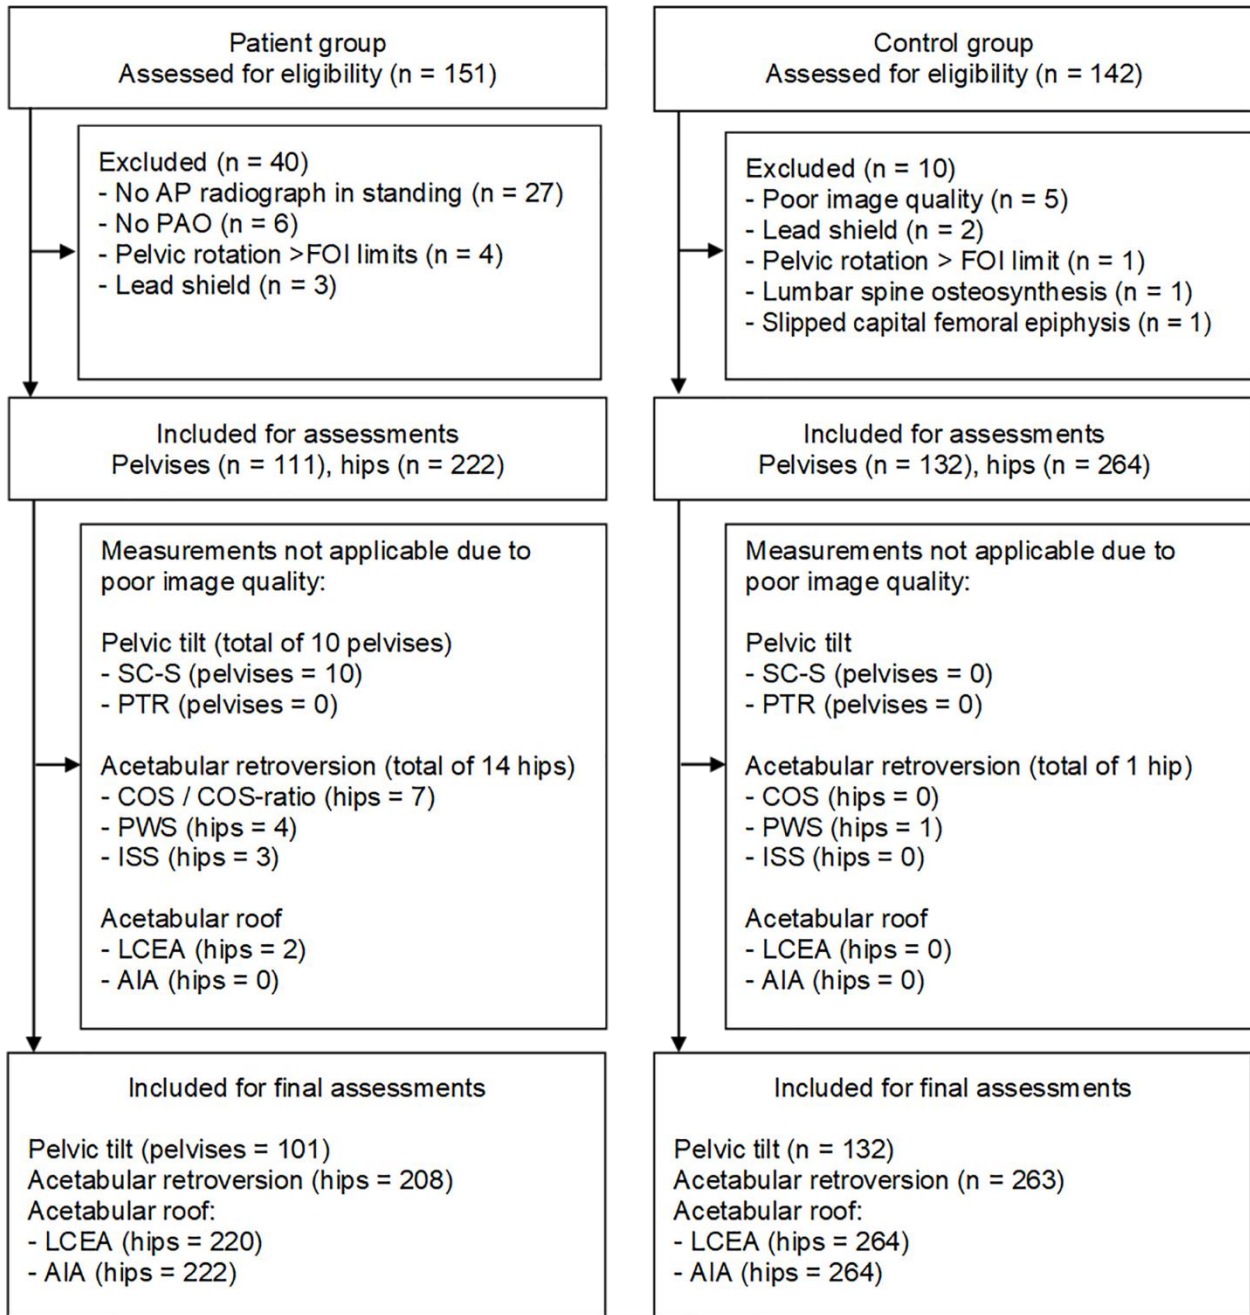 Patient group
Assessed for eligibility (n = 151)
Excluded (n = 40)
- No AP radiograph in standing (n = 27)
- No PAO (n = 6)
- Pelvic rotation >FOI limits (n = 4)
- Lead shield (n = 3)
Included for assessments
Pelvises (n = 111), hips (n = 222)
Measurements not applicable due to
poor image quality:
Pelvic tilt (total of 10 pelvises)
- SC-S (pelvises = 10)
- PTR (pelvises = 0)
Acetabular retroversion (total of 14 hips)
- COS / COS-ratio (hips = 7)
- PWS (hips = 4)
- ISS (hips = 3)
Acetabular roof
- LCEA (hips = 2)
- AIA (hips = 0)
Included for final assessments
Pelvic tilt (pelvises = 101)
Acetabular retroversion (hips = 208)
Acetabular roof:
- LCEA (hips = 220)
- AIA (hips = 222)
Control group
Assessed for eligibility (n = 142)
Excluded (n = 10)
- Poor image quality (n = 5)
- Lead shield (n = 2)
- Pelvic rotation > FOI limit (n = 1)
- Lumbar spine osteosynthesis (n = 1)
- Slipped capital femoral epiphysis (n = 1)
Included for assessments
Pelvises (n = 132), hips (n = 264)
Measurements not applicable due to
poor image quality:
Pelvic tilt
- SC-S (pelvises = 0)
- PTR (pelvises = 0)
Acetabular retroversion (total of 1 hip)
- COS (hips = 0)
- PWS (hips = 1)
- ISS (hips = 0)
Acetabular roof
- LCEA (hips = 0)
- AIA (hips = 0)
Included for final assessments
Pelvic tilt (n = 132)
Acetabular retroversion (n = 263)
Acetabular roof:
- LCEA (hips = 264)
- AIA (hips = 264)